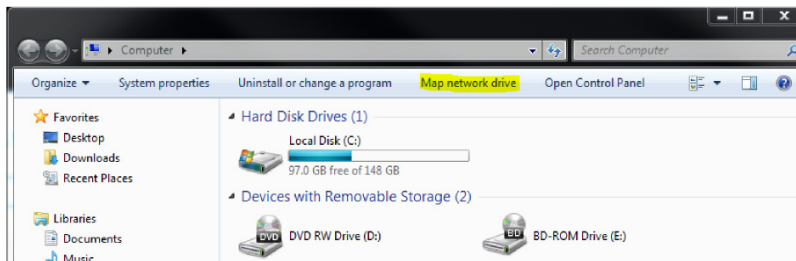 Computer
Search Computer
Organize System properties Uninstall or change a program Map network drive Open Control Panel
Favorites
Desktop
Downloads
Recent Places
Libraries
Documents
Music
Hard Disk Drives (1)
Local Disk (C:)
97.0 GB free of 148 GB
Devices with Removable Storage (2)
DVD
DVD RW Drive (D:)
BD
BD-ROM Drive (E:)